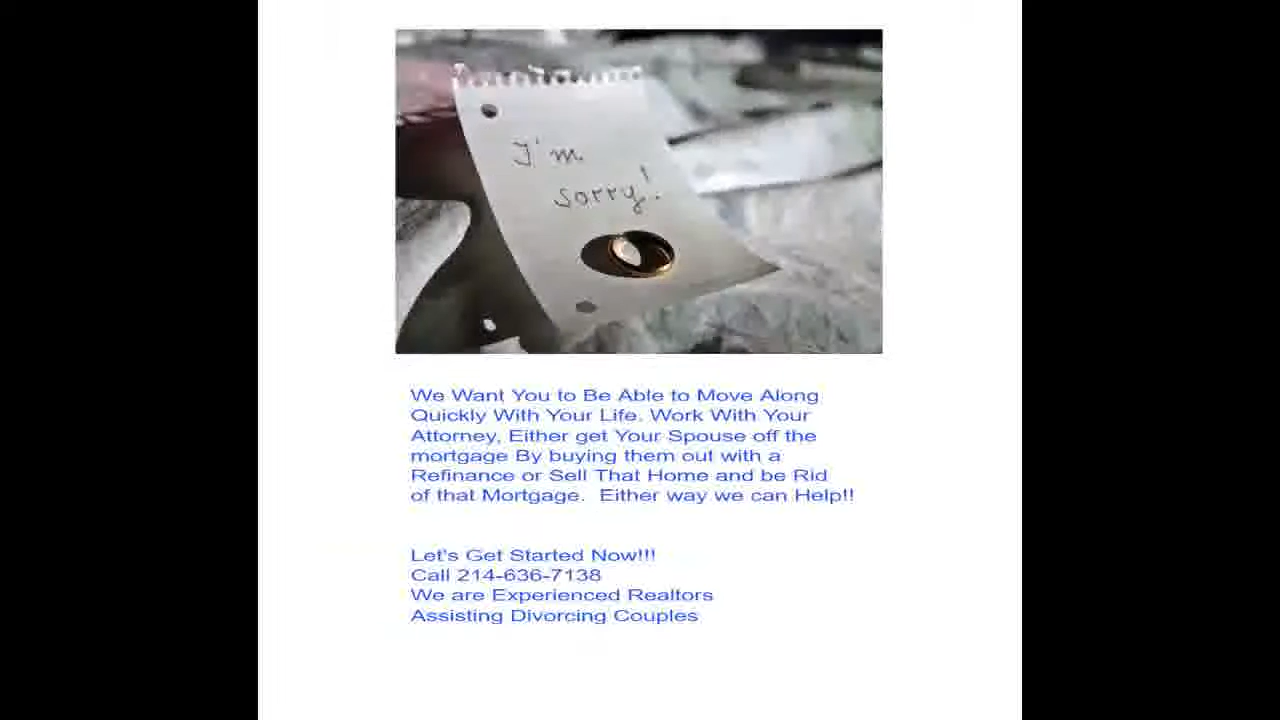 I'm
sorry!
We Want You to Be Able to Move Along
Quickly With Your Life. Work With Your
Attorney, Either get Your Spouse off the
mortgage By buying them out with a
Refinance or Sell That Home and be Rid
of that Mortgage.  Either way we can Help!!
Let's Get Started Now!!!
Call 214-636-7138
We are Experienced Realtors
Assisting Divorcing Couples